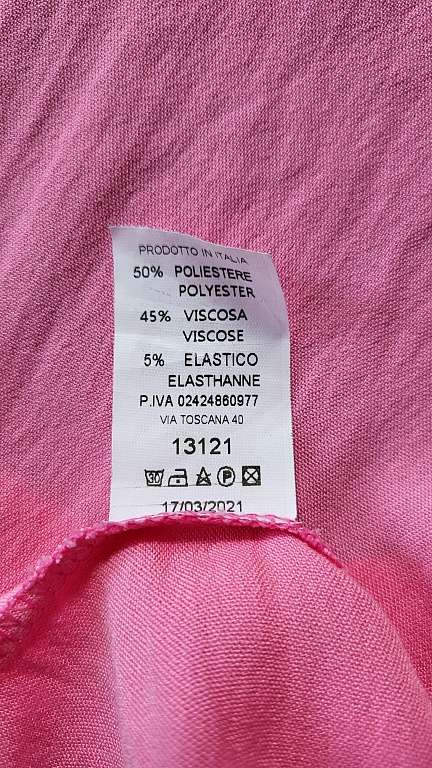 PRODOTTO IN ITALIA
50% POLIESTERE
POLYESTER
45% VISCOSA
VISCOSE
5% ELASTICO
ELASTHANNE
P.IVA 02424860977
VIA TOSCANA 40
13121
30 P
17/03/2021